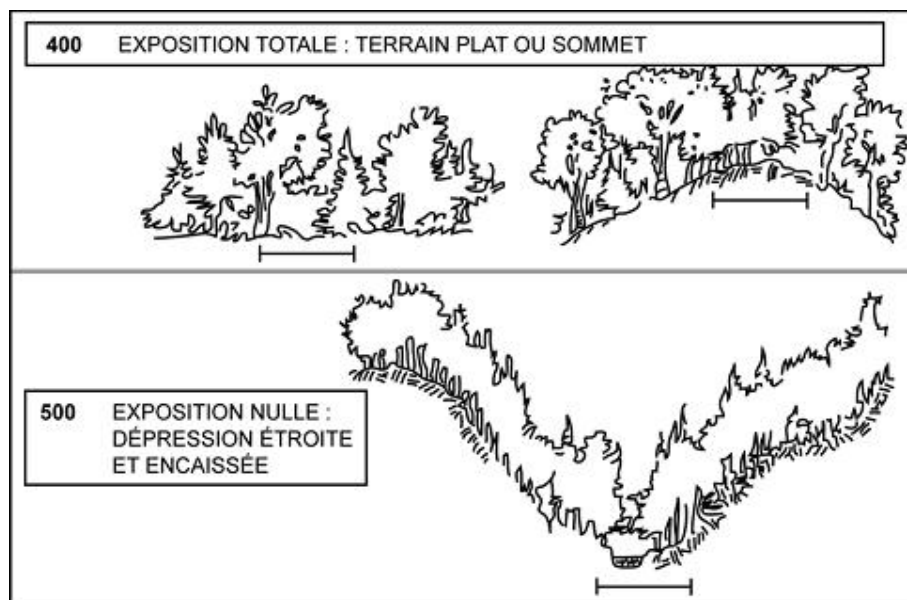 400 EXPOSITION TOTALE : TERRAIN PLAT OU SOMMET
500 EXPOSITION NULLE :
DÉPRESSION ÉTROITE
ET ENCAISSÉE